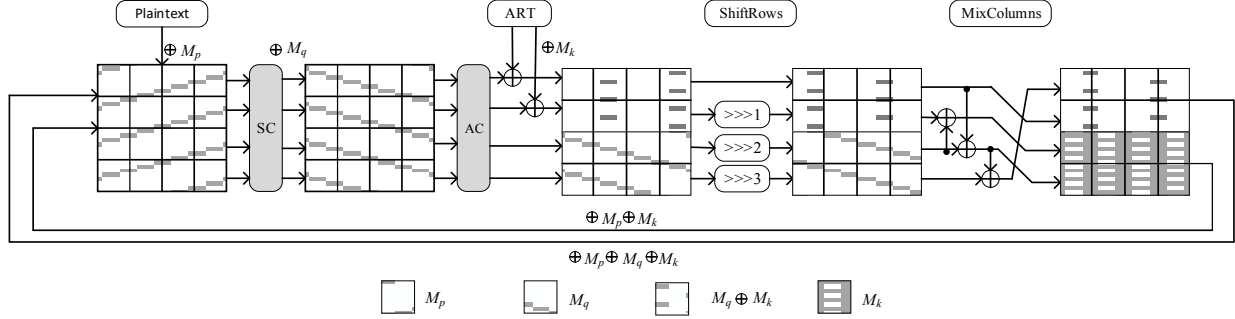 Plaintext ART ShiftRows MixColumns
⊕ M_p ⊕ M_q ⊕M_k
SC AC
>>>1
>>>2
>>>3
⊕ M_p ⊕ M_k
⊕ M_p ⊕ M_q ⊕ M_k
M_p M_q M_q ⊕ M_k M_k